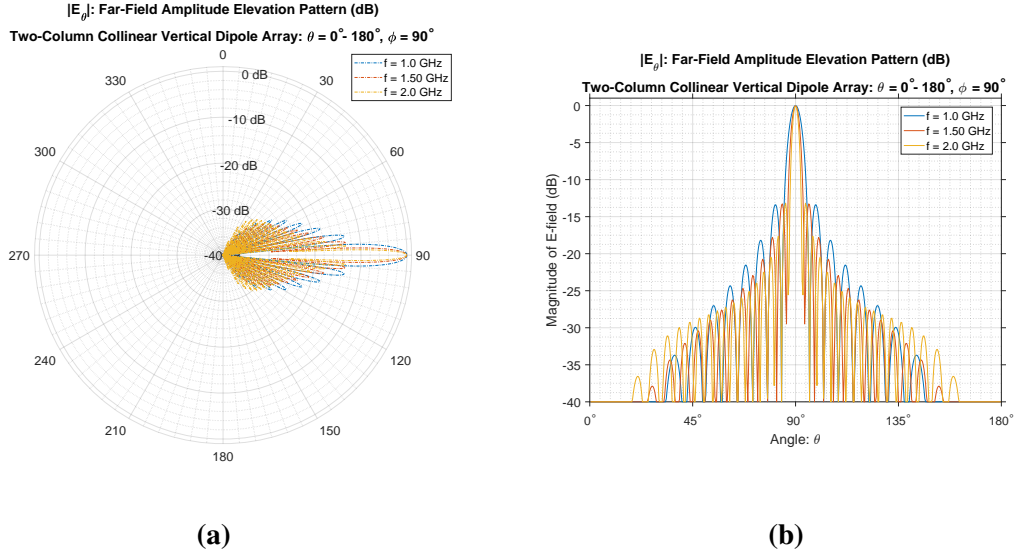 |E_θ|: Far-Field Amplitude Elevation Pattern (dB)
Two-Column Collinear Vertical Dipole Array: θ = 0°- 180°, ϕ = 90°
0
30
60
90
120
150
180
210
240
270
300
330
0 dB
-10 dB
-20 dB
-30 dB
-40
f = 1.0 GHz
f = 1.50 GHz
f = 2.0 GHz
(a)
|E_θ|: Far-Field Amplitude Elevation Pattern (dB)
Two-Column Collinear Vertical Dipole Array: θ = 0°- 180°, ϕ = 90°
f = 1.0 GHz
f = 1.50 GHz
f = 2.0 GHz
Magnitude of E-field (dB)
0
-5
-10
-15
-20
-25
-30
-35
-40
0° 45° 90° 135° 180°
Angle: θ
(b)